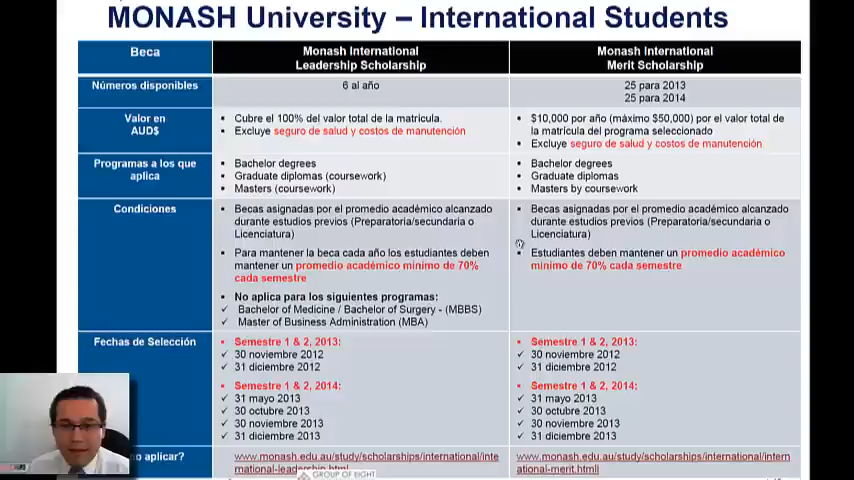 MONASH University – International Students
Beca
Monash International
Leadership Scholarship
Monash International
Merit Scholarship
Números disponibles
6 al año
25 para 2013
25 para 2014
Valor en
AUD$
Cubre el 100% del valor total de la matrícula.
Excluye seguro de salud y costos de manutención
$10,000 por año (máximo $50,000) por el valor total de
la matrícula del programa seleccionado
Excluye seguro de salud y costos de manutención
Programas a los que
aplica
Bachelor degrees
Graduate diplomas (coursework)
Masters (coursework)
Bachelor degrees
Graduate diplomas
Masters by coursework
Condiciones
Becas asignadas por el promedio académico alcanzado
durante estudios previos (Preparatoria/secundaria o
Licenciatura)
Para mantener la beca cada año los estudiantes deben
mantener un promedio académico mínimo de 70%
cada semestre
No aplica para los siguientes programas:
Bachelor of Medicine / Bachelor of Surgery - (MBBS)
Master of Business Administration (MBA)
Becas asignadas por el promedio académico alcanzado
durante estudios previos (Preparatoria/secundaria o
Licenciatura)
Estudiantes deben mantener un promedio académico
mínimo de 70% cada semestre
Fechas de Selección
Semestre 1 & 2, 2013:
30 noviembre 2012
31 diciembre 2012
Semestre 1 & 2, 2014:
31 mayo 2013
30 octubre 2013
30 noviembre 2013
31 diciembre 2013
Semestre 1 & 2, 2013:
30 noviembre 2012
31 diciembre 2012
Semestre 1 & 2, 2014:
31 mayo 2013
30 octubre 2013
30 noviembre 2013
31 diciembre 2013
no aplicar?
www.monash.edu.au/study/scholarships/international/inte
rnational-leadership.html
www.monash.edu.au/study/scholarships/international/intern
ational-merit.htmli
GROUP OF EIGHT